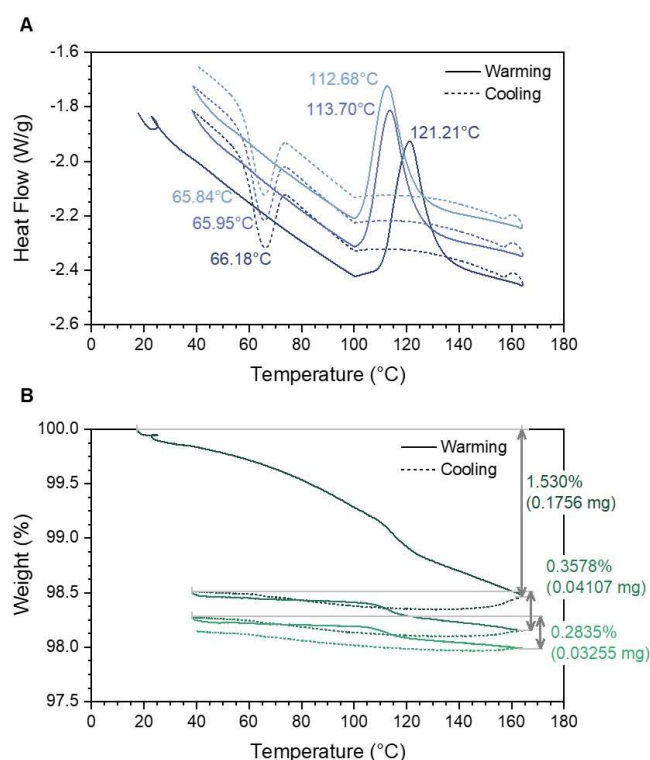 A
-1.6
-1.8
-2.0
-2.2
-2.4
-2.6
Heat Flow (W/g)
112.68°C
113.70°C
121.21°C
Warming
Cooling
65.84°C
65.95°C
66.18°C
0 20 40 60 80 100 120 140 160 180
Temperature (°C)
B
100.0
99.5
99.0
98.5
98.0
97.5
Weight (%)
Warming
Cooling
1.530%
(0.1756 mg)
0.3578%
(0.04107 mg)
0.2835%
(0.03255 mg)
0 20 40 60 80 100 120 140 160 180
Temperature (°C)